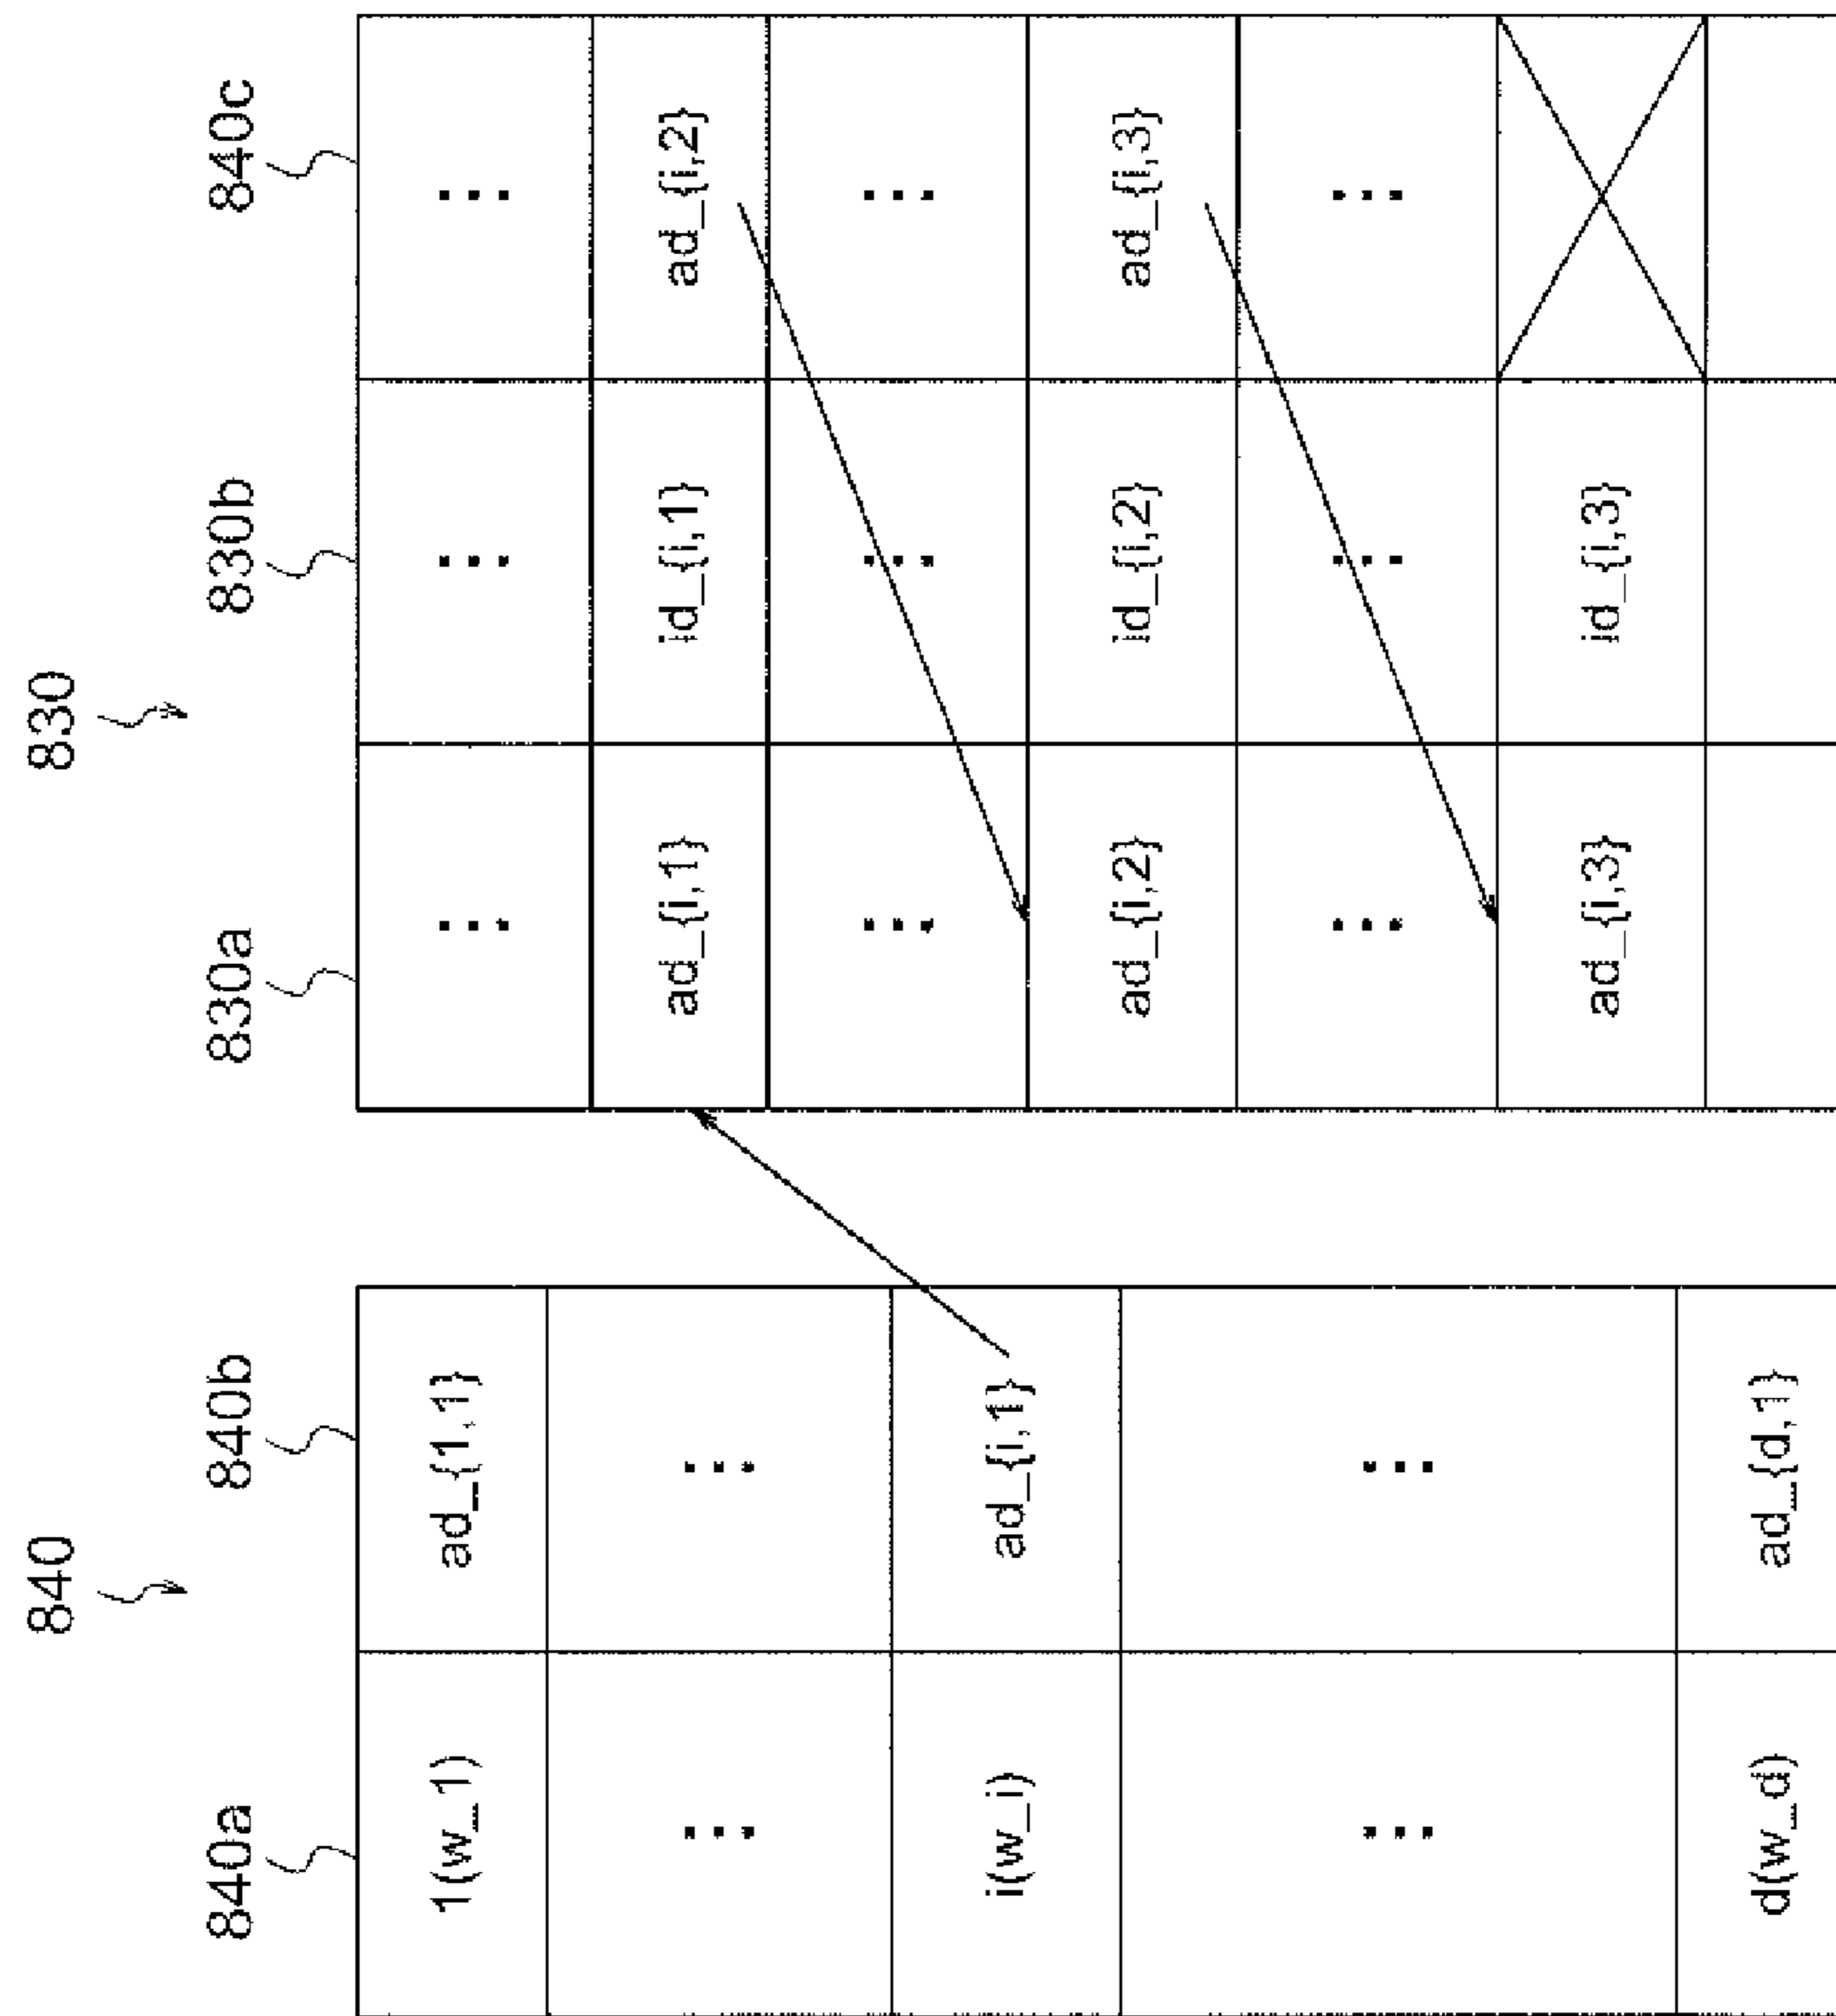 840
840a 840b
1(w_1) ad_{1,1}
⋮ ⋮
i(w_i) ad_{i,1}
⋮ ⋮
d(w_d) ad_{d,1}
830
830a 830b 840c
⋮ ⋮ ⋮
ad_{i,1} id_{i,1} ad_{i,2}
⋮ ⋮ ⋮
ad_{i,2} id_{i,2} ad_{i,3}
⋮ ⋮ ⋮
ad_{i,3} id_{i,3}